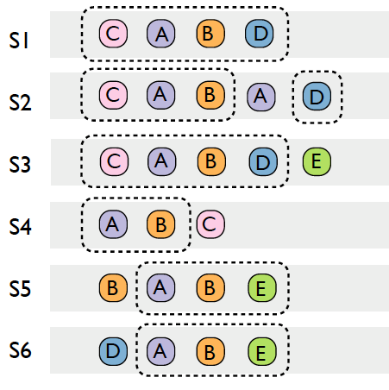 S1 C A B D
S2 C A B A D
S3 C A B D E
S4 A B C
S5 B A B E
S6 D A B E